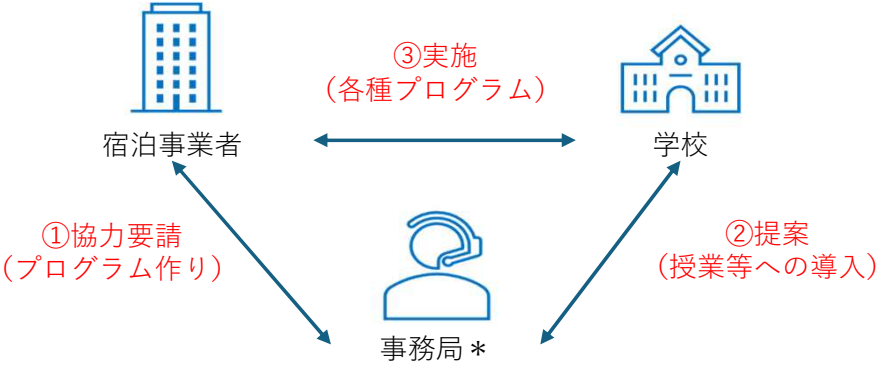 ③実施
（各種プログラム）
宿泊事業者
学校
①協力要請
（プログラム作り）
②提案
（授業等への導入）
事務局＊